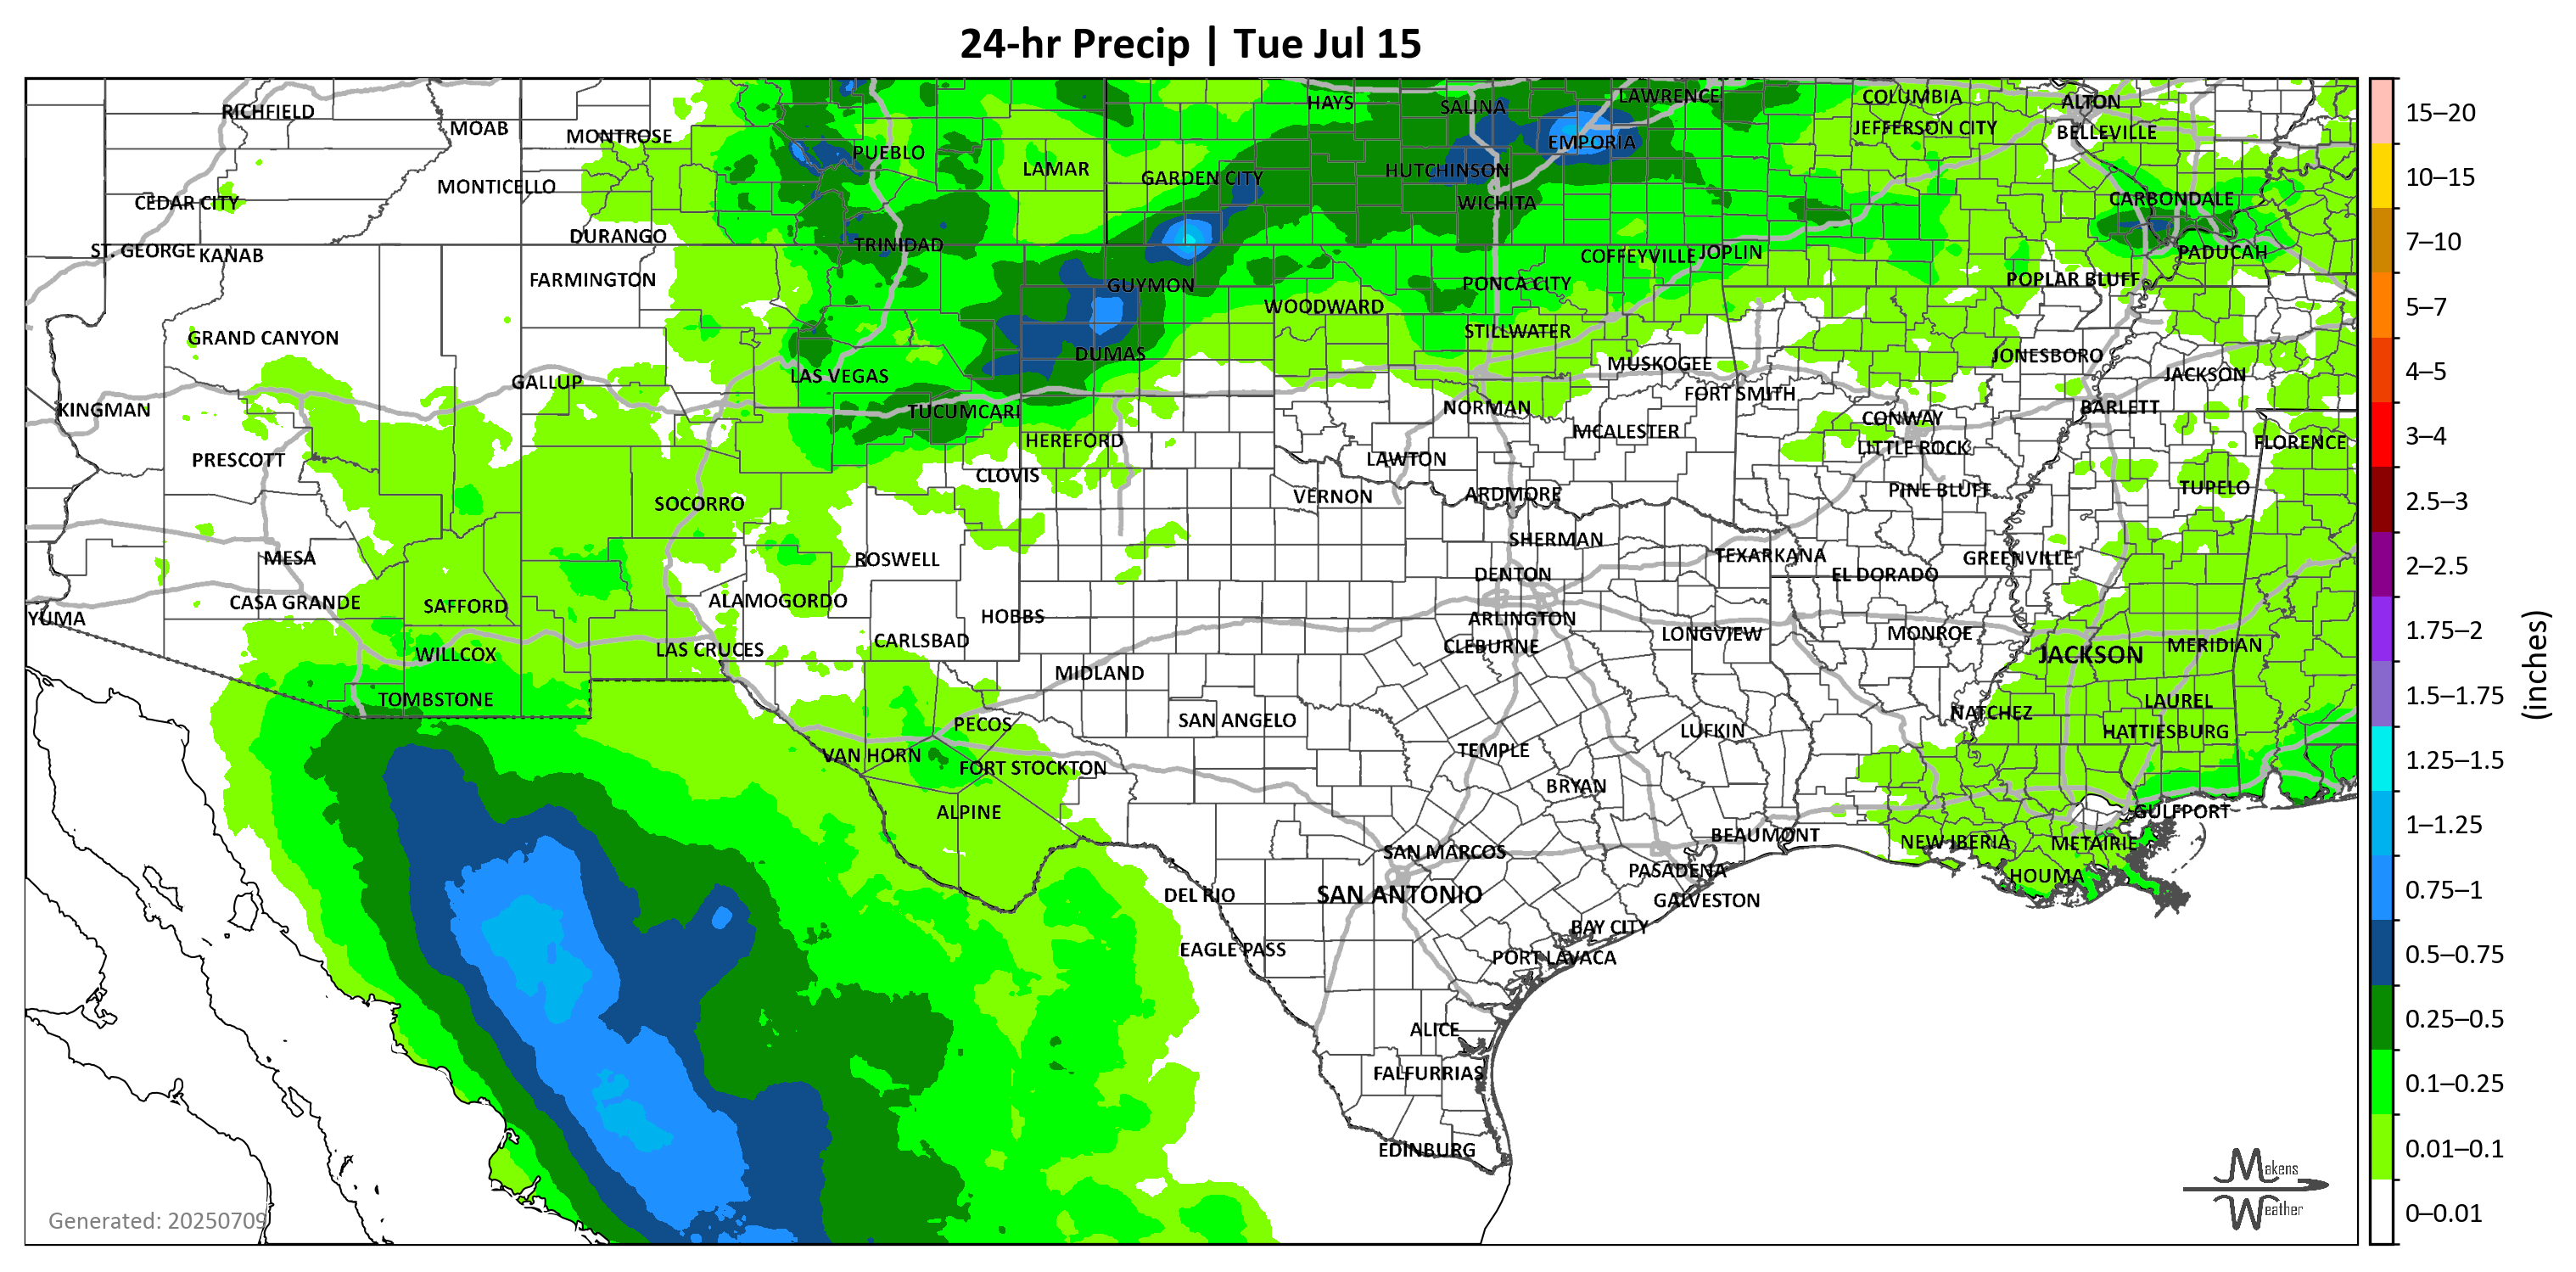 24-hr Precip | Tue Jul 15
RICHFIELD
MOAB
MONTROSE
PUEBLO
LAMAR
HAYS
SALINA
LAWRENCE
COLUMBIA
ALTON
JEFFERSON CITY
BELLEVILLE
EMPORIA
HUTCHINSON
GARDEN CITY
MONTICELLO
CEDAR CITY
WICHITA
CARBONDALE
DURANGO
TRINIDAD
ST. GEORGE
KANAB
COFFEYVILLE
JOPLIN
PADUCAH
FARMINGTON
GUYMON
PONCA CITY
POPLAR BLUFF
WOODWARD
GRAND CANYON
STILLWATER
DUMAS
JONESBORO
MUSKOGEE
LAS VEGAS
GALLUP
JACKSON
FORT SMITH
KINGMAN
TUCUMCARI
NORMAN
BARLETT
CONWAY
HEREFORD
MCALESTER
FLORENCE
LITTLE ROCK
PRESCOTT
LAWTON
CLOVIS
SOCORRO
VERNON
ARDMORE
PINE BLUFF
TUPELO
SHERMAN
MESA
ROSWELL
TEXARKANA
GREENVILLE
DENTON
EL DORADO
CASA GRANDE
SAFFORD
ALAMOGORDO
YUMA
HOBBS
ARLINGTON
LONGVIEW
MONROE
CARLSBAD
CLEBURNE
MERIDIAN
WILLCOX
LAS CRUCES
JACKSON
MIDLAND
TOMBSTONE
LAUREL
PECOS
SAN ANGELO
NATCHEZ
LUFKIN
HATTIESBURG
VAN HORN
TEMPLE
FORT STOCKTON
BRYAN
ALPINE
GULFPORT
BEAUMONT
NEW IBERIA
METAIRIE
SAN MARCOS
PASADENA
HOUMA
DEL RIO
SAN ANTONIO
GALVESTON
BAY CITY
EAGLE PASS
PORT LAVACA
ALICE
FALFURRIAS
EDINBURG
Generated: 20250709
Makens
Weather
15–20
10–15
7–10
5–7
4–5
3–4
2.5–3
2–2.5
1.75–2
1.5–1.75
1.25–1.5
1–1.25
0.75–1
0.5–0.75
0.25–0.5
0.1–0.25
0.01–0.1
0–0.01
(inches)